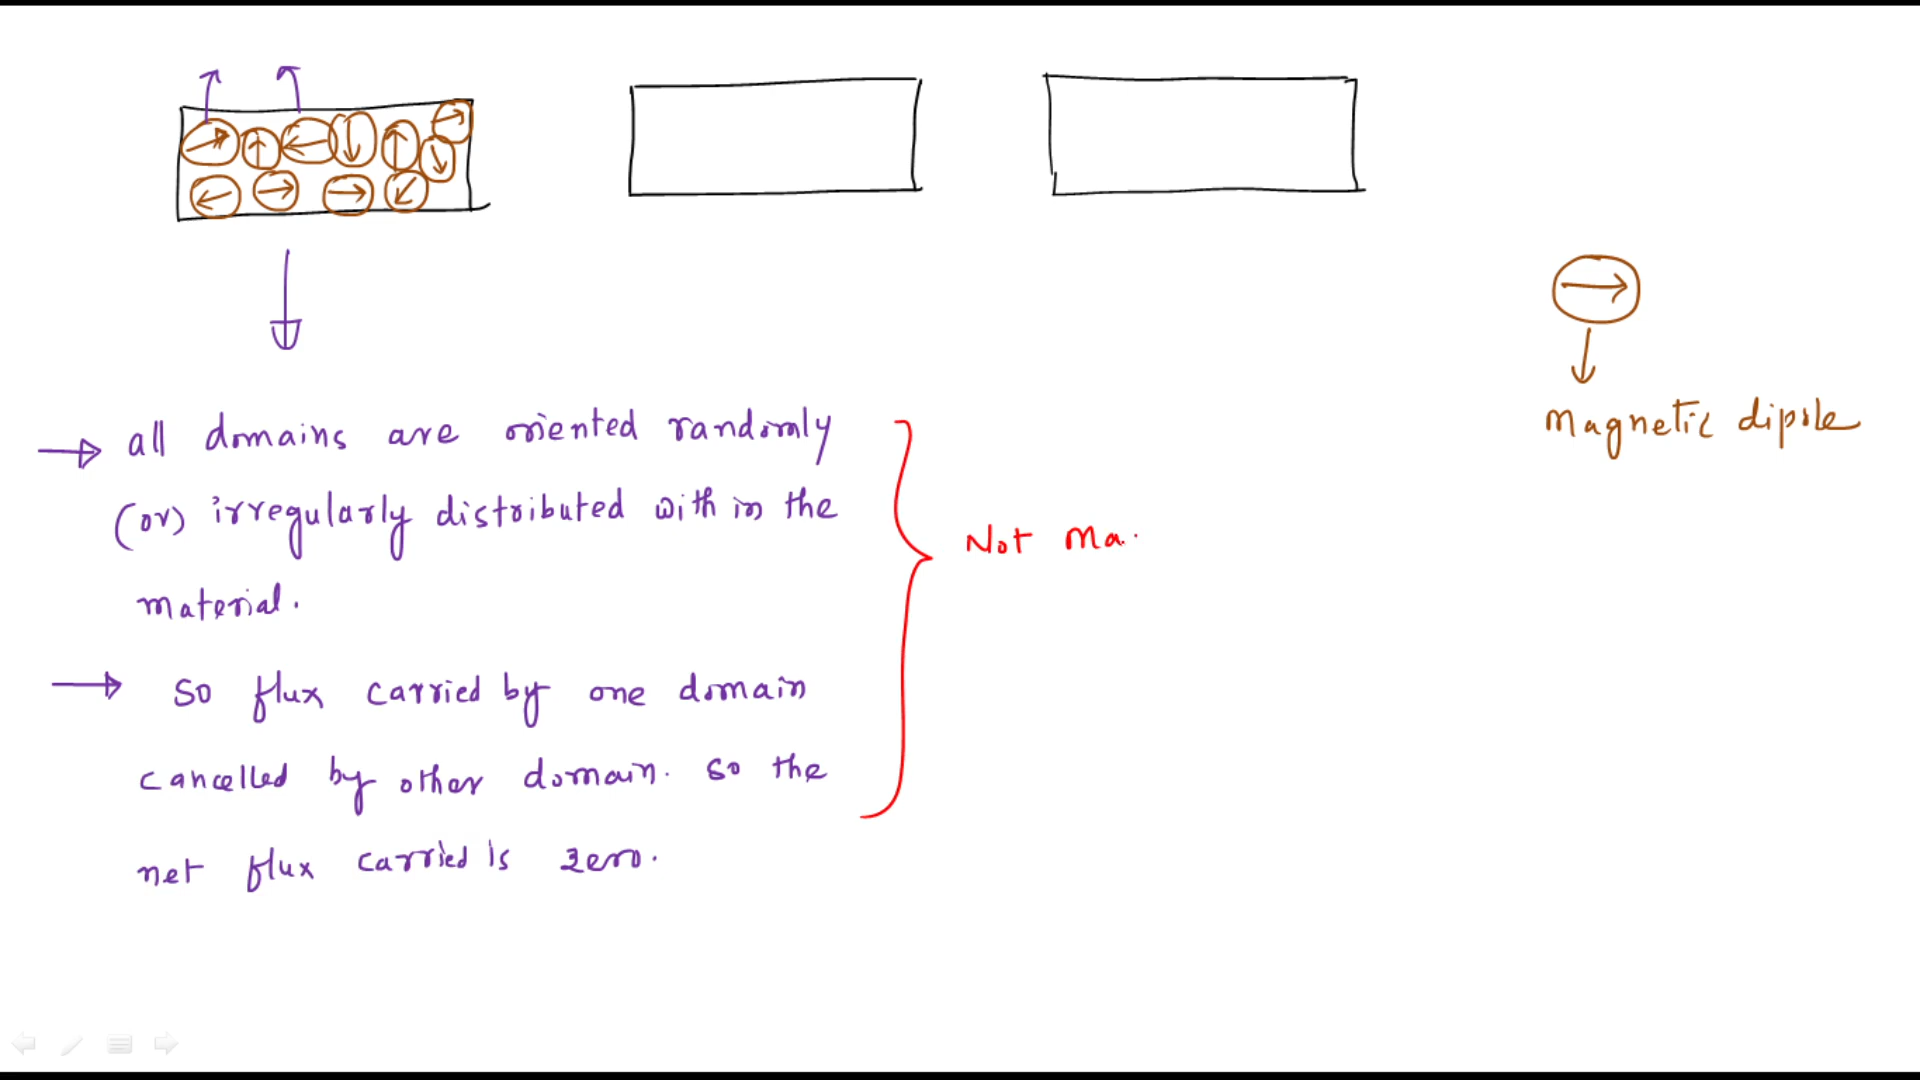 all domains are oriented randomly
(or) irregularly distributed with in the
material.
So flux carried by one domain
cancelled by other domain. so the
net flux carried is zero.
Not Ma.
Magnetic dipole